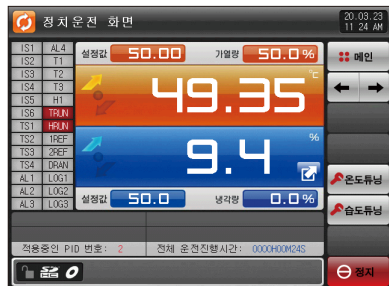 정치운전 화면
20.03.23
11 24 AM
IS1 AL4
IS2 T1
IS3 T2
IS4 T3
IS5 H1
IS6 TRUN
TS1 HRUN
TS2 1REF
TS3 2REF
TS4 DRAN
AL1 LOG1
AL2 LOG2
AL3 LOG3
설정값 50.00 가열량 50.0%
49.35 ℃
9.4 %
설정값 50.0 냉각량 0.0%
메인
온도튜닝
습도튜닝
적용중인 PID 번호: 2 전체 운전진행시간: 0000H00M24S
정지